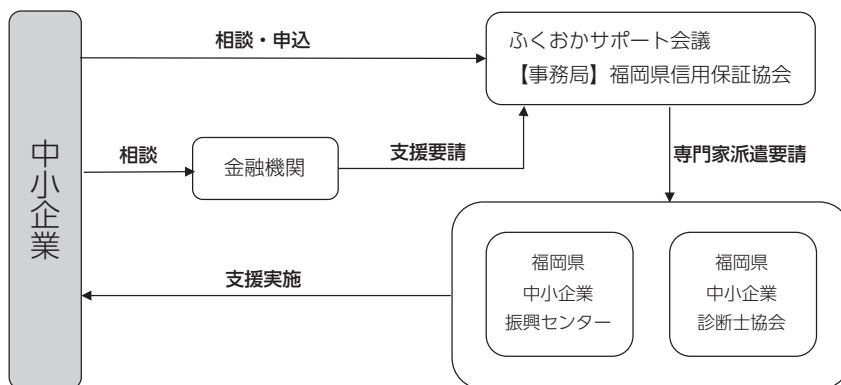 中小企業
相談・申込
ふくおかサポート会議
【事務局】福岡県信用保証協会
相談
金融機関
支援要請
専門家派遣要請
支援実施
福岡県
中小企業
振興センター
福岡県
中小企業
診断士協会